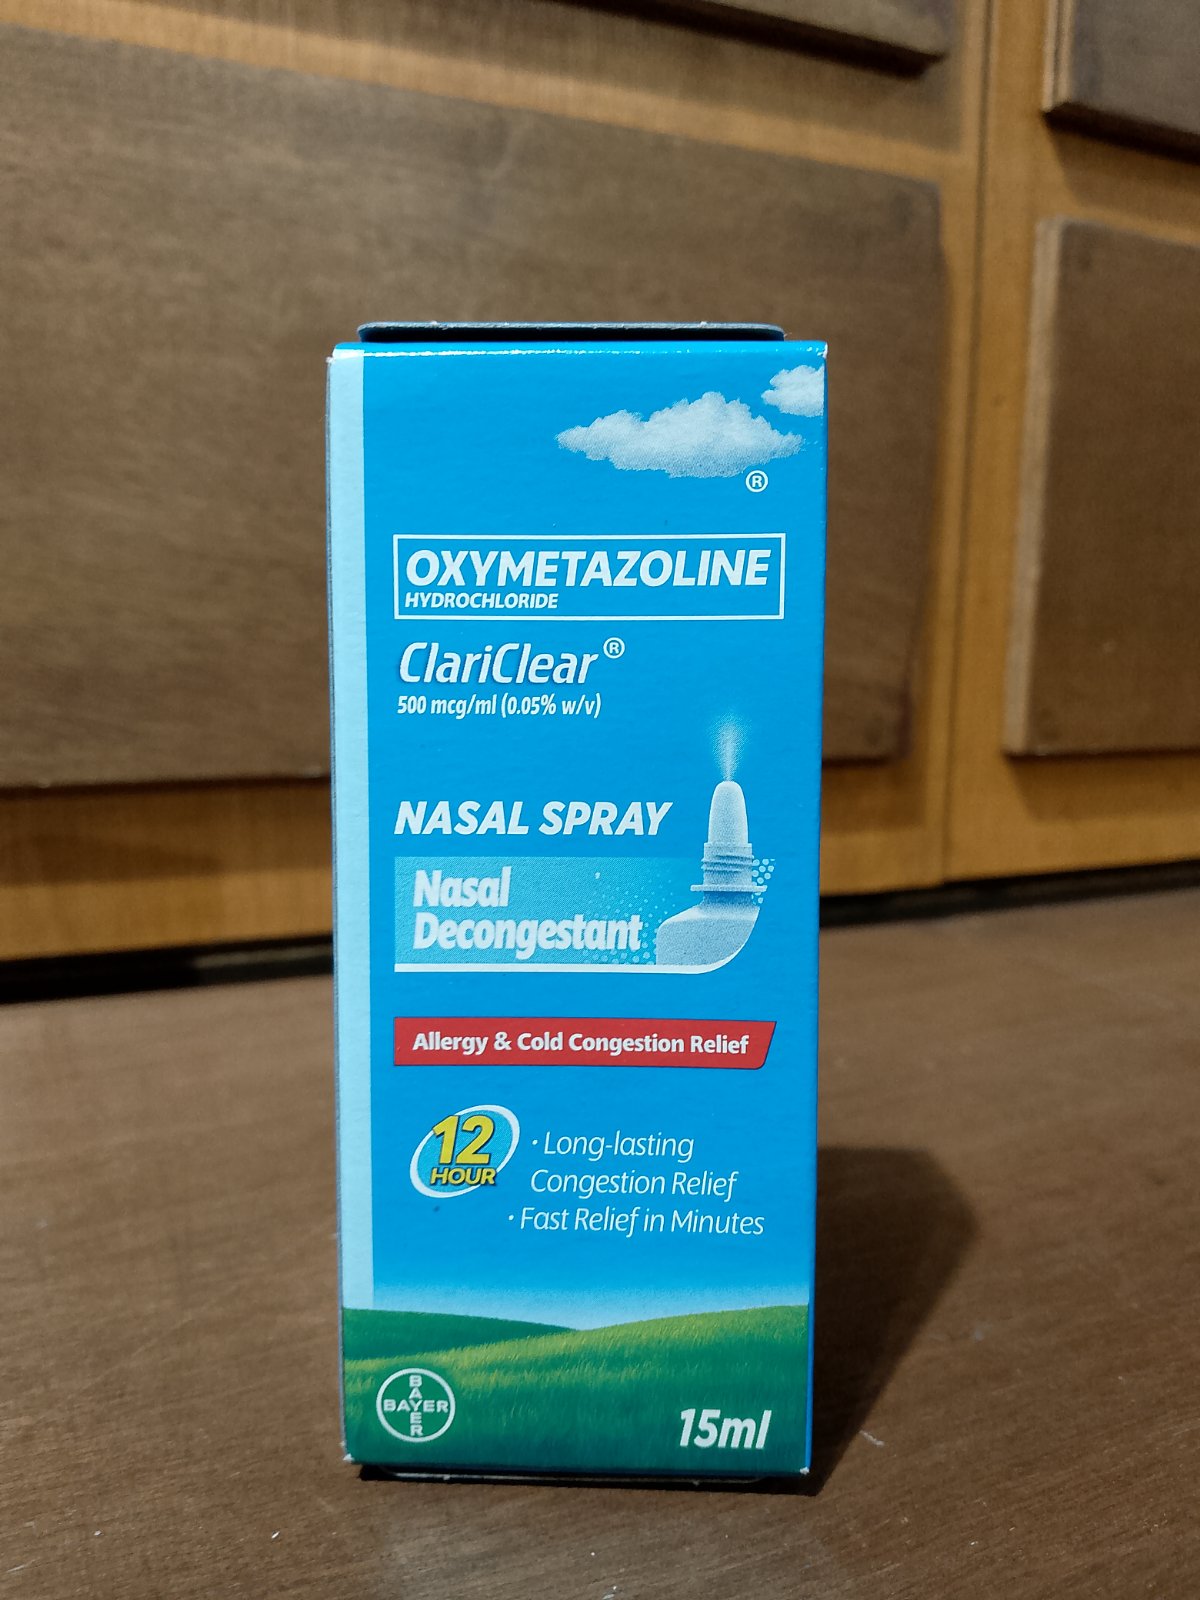 ®
OXYMETAZOLINE
HYDROCHLORIDE
ClariClear®
500 mcg/ml (0.05% w/v)
NASAL SPRAY
Nasal
Decongestant
Allergy & Cold Congestion Relief
12
HOUR
· Long-lasting
Congestion Relief
· Fast Relief in Minutes
BAYER
BAYER
15ml